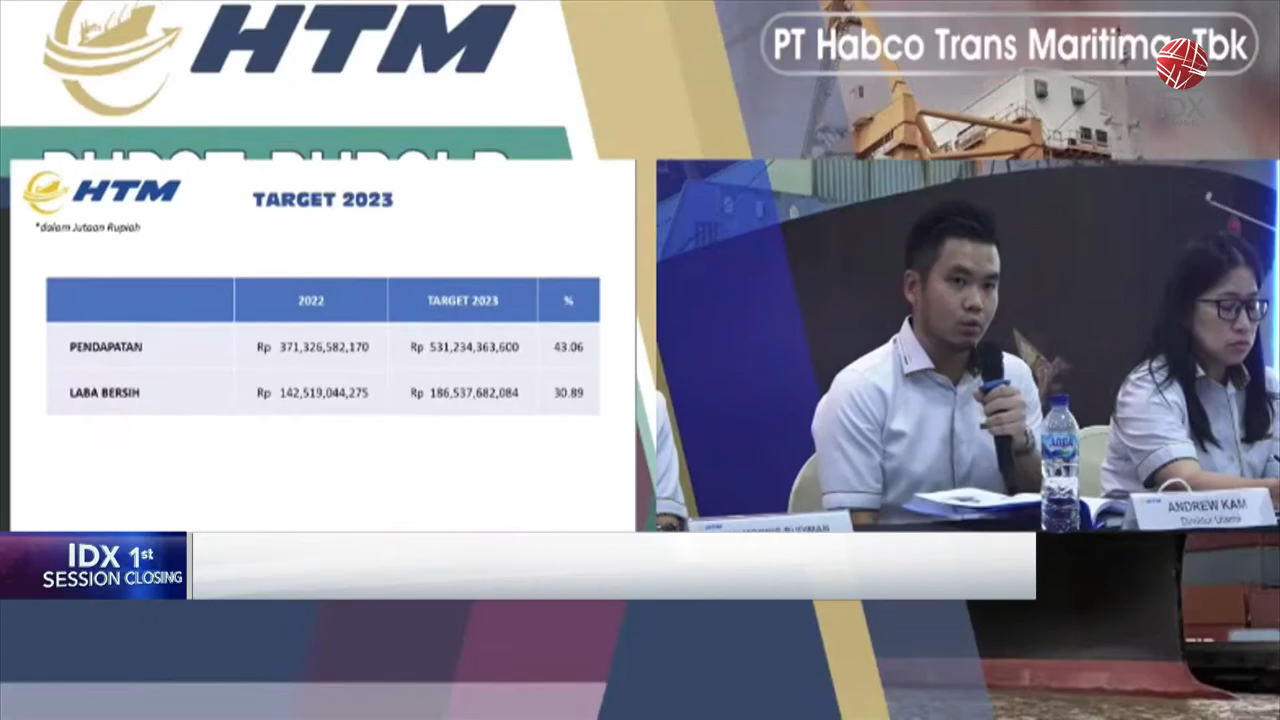 HTM
PT Habco Trans Maritima Tbk
IDX
HTM
TARGET 2023
*dalam Jutaan Rupiah
2022 TARGET 2023 %
PENDAPATAN Rp 371,326,582,170 Rp 531,234,363,600 43.06
LABA BERSIH Rp 142,519,044,275 Rp 186,537,682,084 30.89
ANDREW KAM
Direktur Utama
IDX 1st
SESSION CLOSING